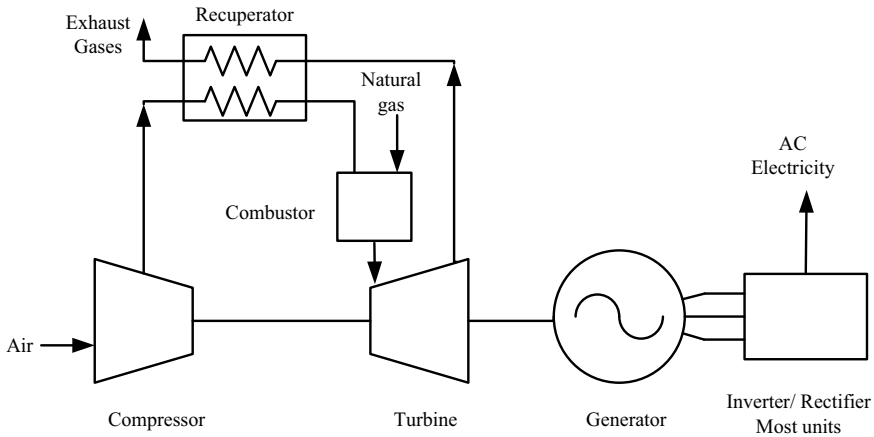 Exhaust
Gases
Recuperator
Natural
gas
AC
Electricity
Combustor
Air
Compressor
Turbine
Generator
Inverter/ Rectifier
Most units